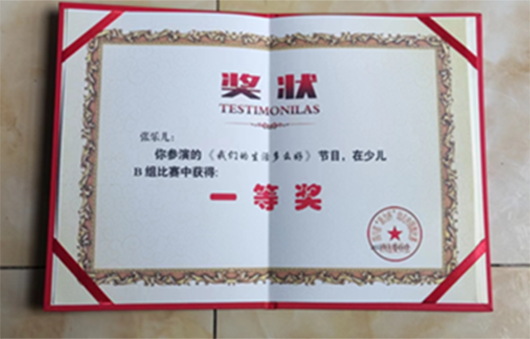 奖状
TESTIMONILAS
张乐儿：
你参演的《我们的生活多美好》节目，在少儿
B 组比赛中获得：
一等奖